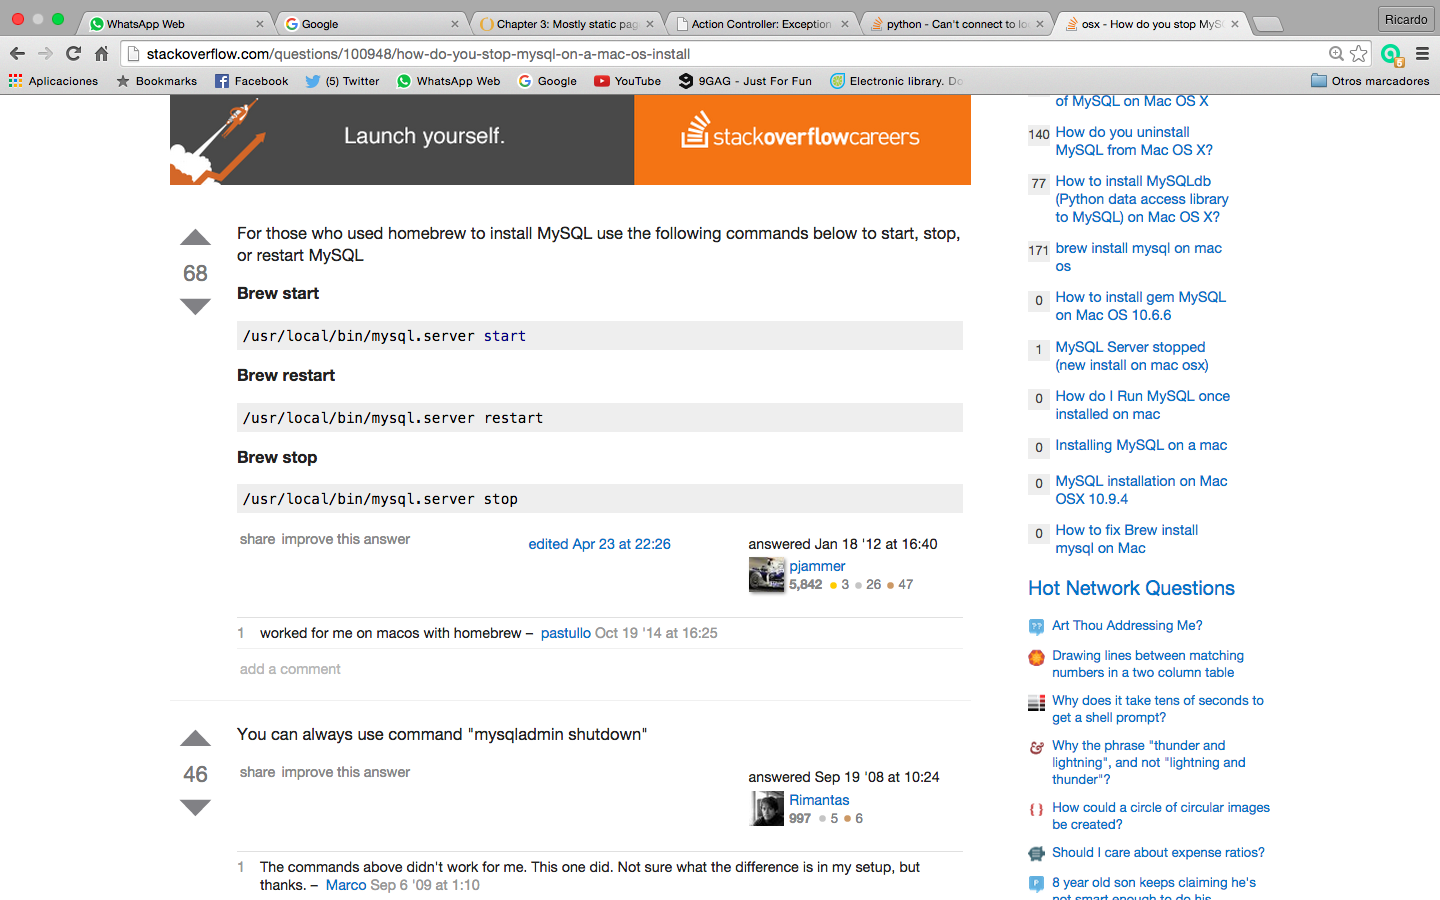 WhatsApp Web
Google
Chapter 3: Mostly static pag
Action Controller: Exception
python - Can't connect to lo
osx - How do you stop MyS
Ricardo
stackoverflow.com/questions/100948/how-do-you-stop-mysql-on-a-mac-os-install
5
Aplicaciones
Bookmarks
Facebook
(5) Twitter
WhatsApp Web
Google
YouTube
9GAG - Just For Fun
Electronic library. Do
Otros marcadores
Launch yourself.
stackoverflowcareers
For those who used homebrew to install MySQL use the following commands below to start, stop,
or restart MySQL
68
Brew start
/usr/local/bin/mysql.server start
Brew restart
/usr/local/bin/mysql.server restart
Brew stop
/usr/local/bin/mysql.server stop
share improve this answer
edited Apr 23 at 22:26
answered Jan 18 '12 at 16:40
pjammer
5,842 3 26 47
1 worked for me on macos with homebrew – pastullo Oct 19 '14 at 16:25
add a comment
You can always use command "mysqladmin shutdown"
46
share improve this answer
answered Sep 19 '08 at 10:24
Rimantas
997 5 6
1 The commands above didn't work for me. This one did. Not sure what the difference is in my setup, but
thanks. – Marco Sep 6 '09 at 1:10
of MySQL on Mac OS X
140 How do you uninstall
MySQL from Mac OS X?
77 How to install MySQLdb
(Python data access library
to MySQL) on Mac OS X?
171 brew install mysql on mac
os
0 How to install gem MySQL
on Mac OS 10.6.6
1 MySQL Server stopped
(new install on mac osx)
0 How do I Run MySQL once
installed on mac
0 Installing MySQL on a mac
0 MySQL installation on Mac
OSX 10.9.4
0 How to fix Brew install
mysql on Mac
Hot Network Questions
Art Thou Addressing Me?
Drawing lines between matching
numbers in a two column table
Why does it take tens of seconds to
get a shell prompt?
Why the phrase "thunder and
lightning", and not "lightning and
thunder"?
How could a circle of circular images
be created?
Should I care about expense ratios?
8 year old son keeps claiming he's
not smart enough to do his